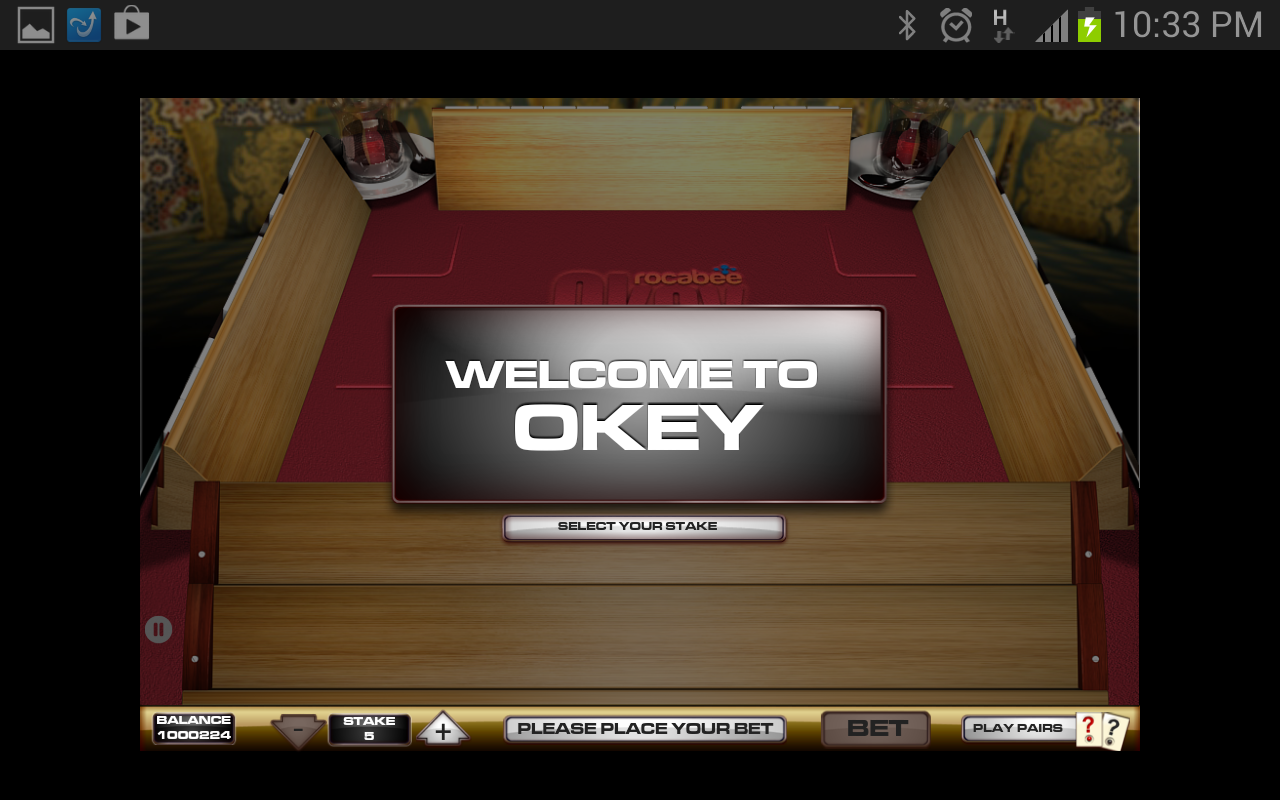 H
10:33 PM
rocabee
Okey
WELCOME TO
OKEY
SELECT YOUR STAKE
BALANCE
1000224
-
STAKE
5
+
PLEASE PLACE YOUR BET
BET
PLAY PAIRS
? ?